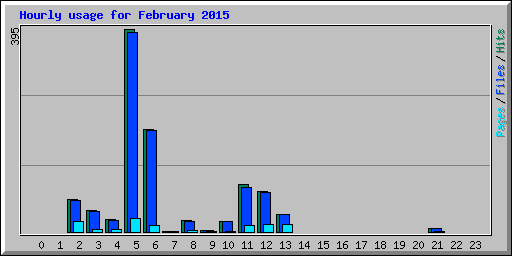 Hourly usage for February 2015
395
Pages/Files/Hits
0 1 2 3 4 5 6 7 8 9 10 11 12 13 14 15 16 17 18 19 20 21 22 23